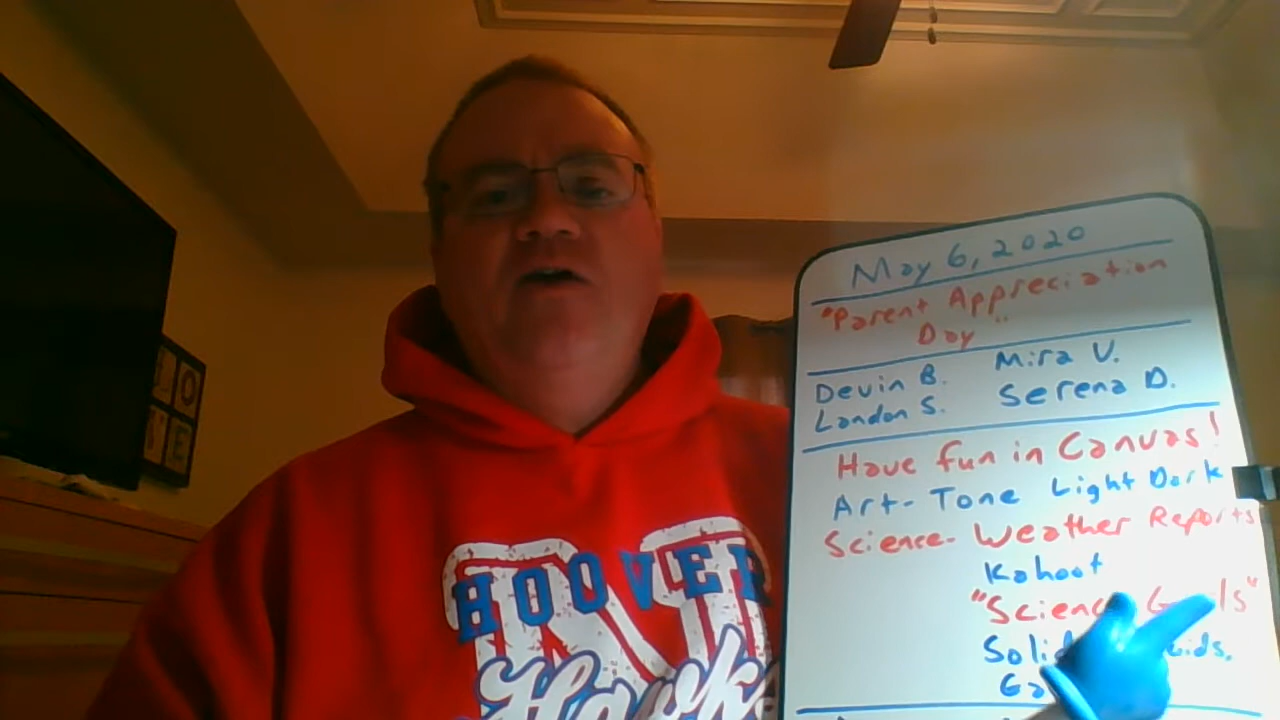 May 6, 2020
"Parent Appreciation
Day"
Devin B. Mira V.
Landon S. Serena D.
Have fun in Canvas!
Art- Tone Light Dark
Science- Weather Reports
Kahoot
"Science
HOOVER
Hawks